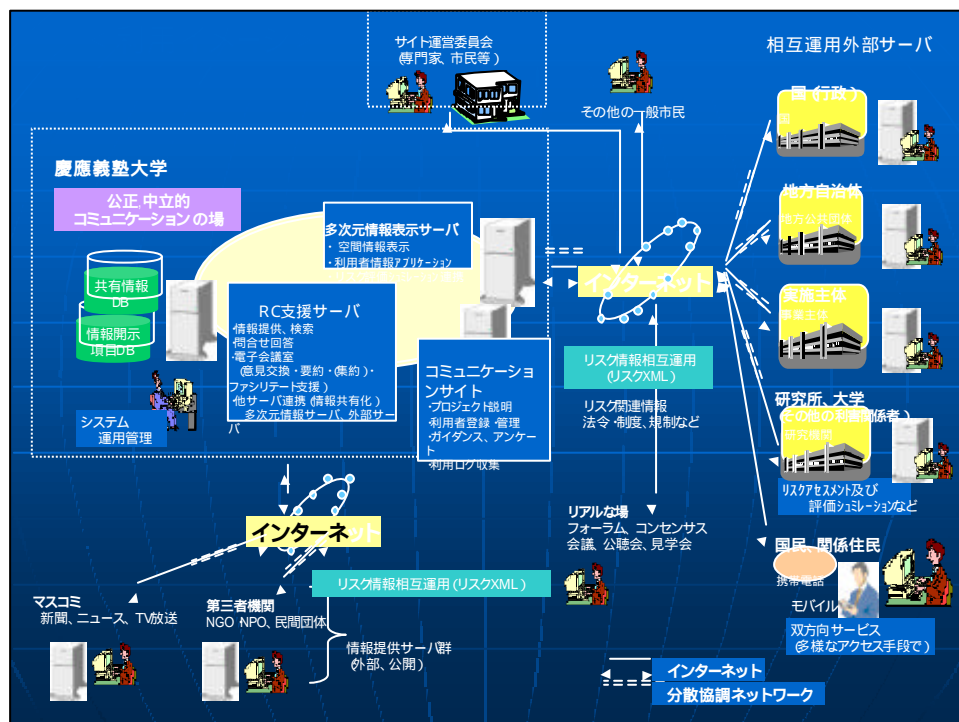 サイト運営委員会
(専門家、市民等)
その他の一般市民
相互運用外部サーバ
国(行政)
国
地方自治体
地方公共団体
実施主体
事業主体
研究所、大学
(その他の利害関係者)
研究機関
リスクアセスメント及び
評価シュミレーションなど
国民、関係住民
携帯電話
モバイル
双方向サービス
(多様なアクセス手段で)
慶應義塾大学
公正、中立的
コミュニケーションの場
共有情報
DB
情報開示
項目DB
システム
運用管理
多次元情報表示サーバ
・空間情報表示
・利用者情報アプリケーション
RC支援サーバ
・情報提供、検索
・問合せ回答
・電子会議室
(意見交換・要約・(集約)・
ファシリテート支援)
・他サーバ連携(情報共有化)
多次元情報サーバ、外部サー
バ
コミュニケーショ
ンサイト
・プロジェクト説明
・利用者登録・管理
・ガイダンス、アンケー
ト
・利用ログ収集
インターネット
リスク情報相互運用
(リスクXML)
リスク関連情報
法令・制度、規制など
リアルな場
フォーラム、コンセンサス
会議、公聴会、見学会
インターネット
リスク情報相互運用(リスクXML)
マスコミ
新聞、ニュース、TV放送
第三者機関
NGO・NPO、民間団体
情報提供サーバ群
(外部、公開)
インターネット
分散協調ネットワーク